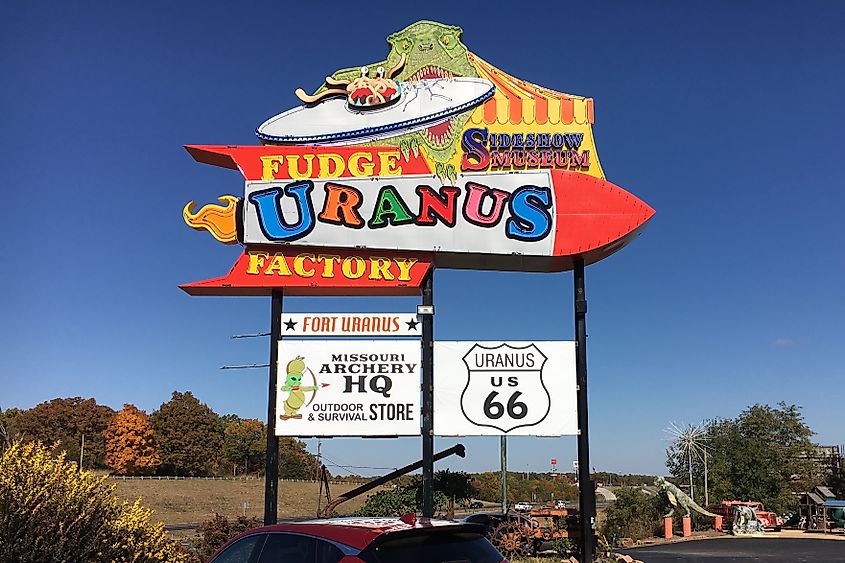 SIDESHOW
MUSEUM
FUDGE
URANUS
FACTORY
FORT URANUS
MISSOURI
ARCHERY
HQ
OUTDOOR
& SURVIVAL STORE
URANUS
US
66